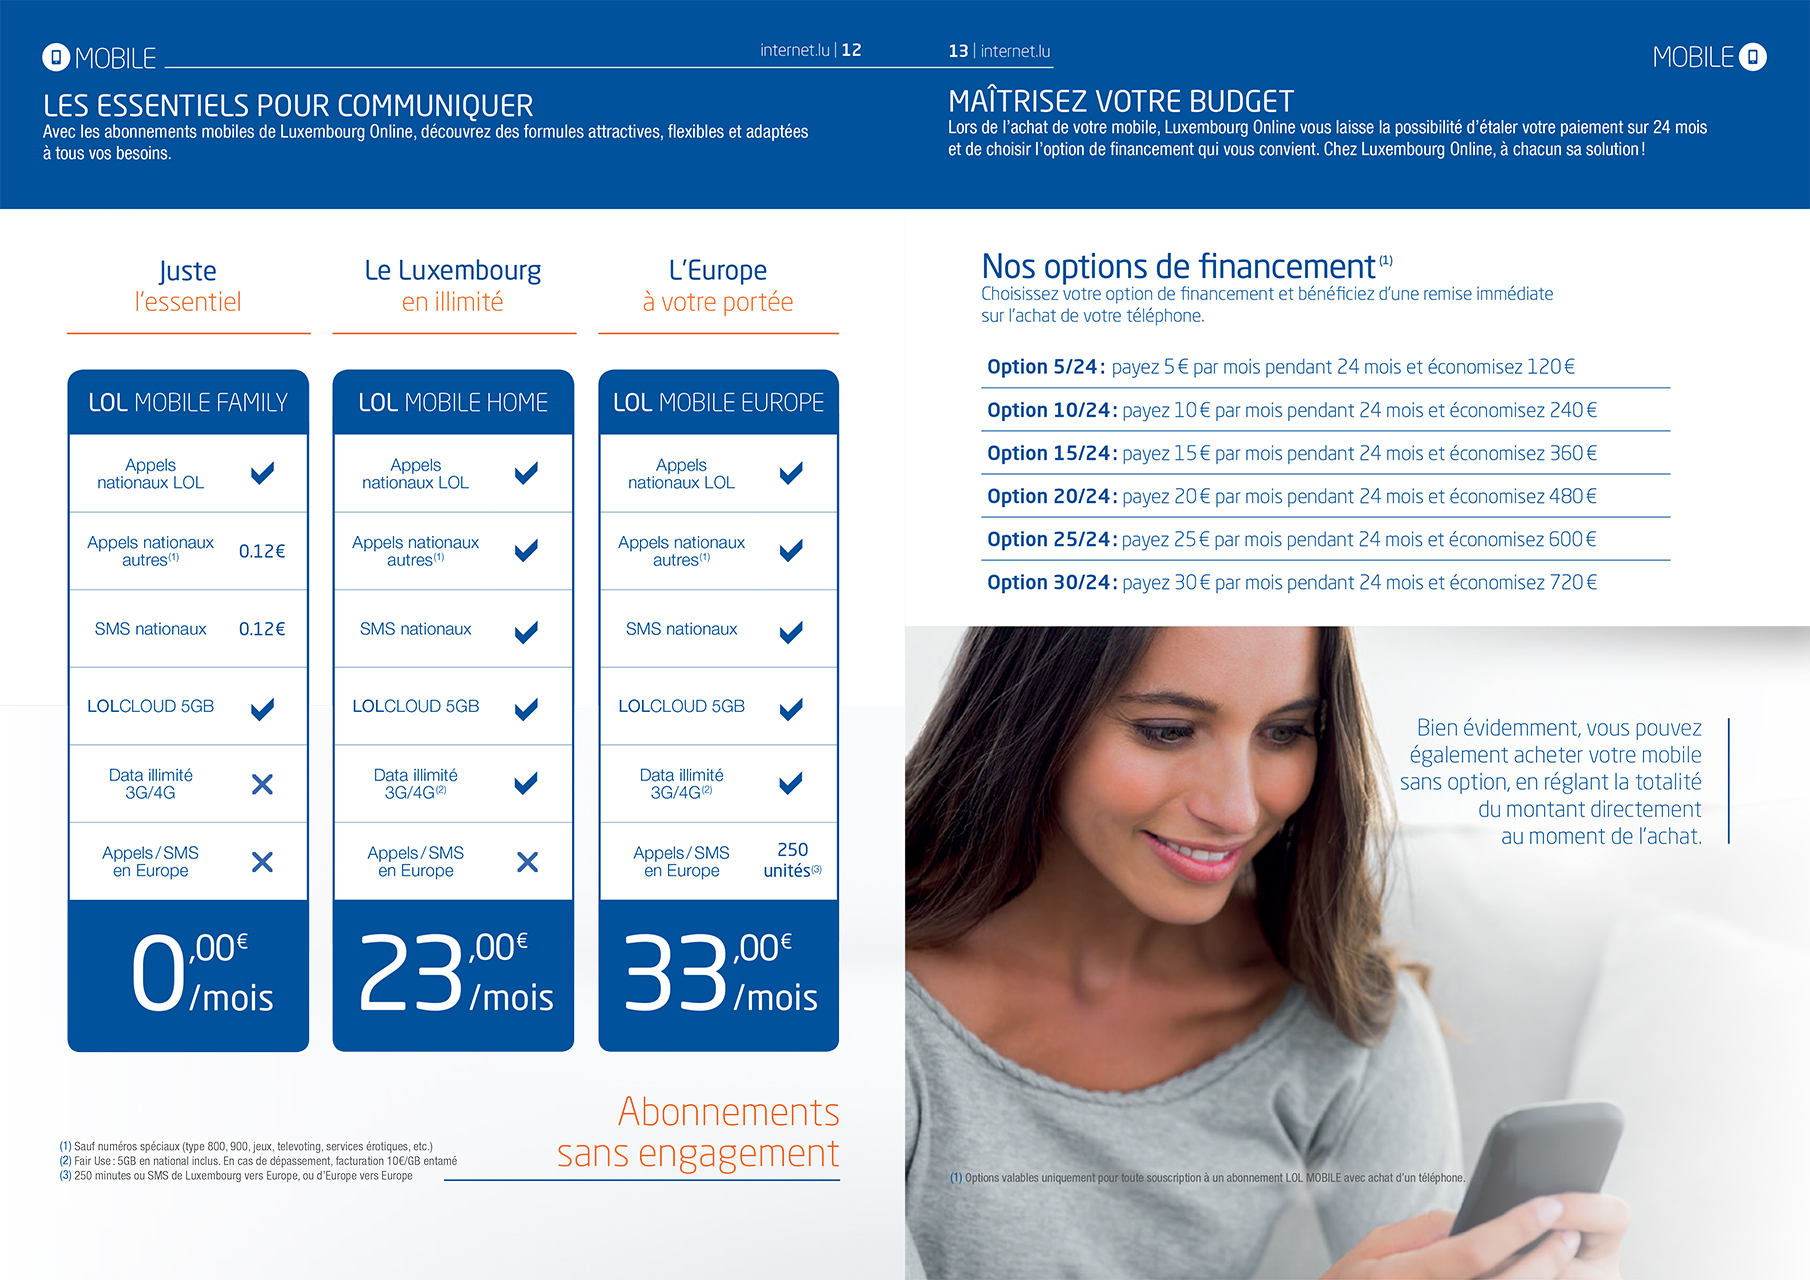 MOBILE
internet.lu | 12
LES ESSENTIELS POUR COMMUNIQUER
Avec les abonnements mobiles de Luxembourg Online, découvrez des formules attractives, flexibles et adaptées
à tous vos besoins.
Juste
l'essentiel
LOL MOBILE FAMILY
Appels
nationaux LOL
Appels nationaux
autres(1)
0.12€
SMS nationaux 0.12€
LOLCLOUD 5GB
Data illimité
3G/4G
Appels/SMS
en Europe
0,00€
/mois
Le Luxembourg
en illimité
LOL MOBILE HOME
Appels
nationaux LOL
Appels nationaux
autres(1)
SMS nationaux
LOLCLOUD 5GB
Data illimité
3G/4G(2)
Appels/SMS
en Europe
23,00€
/mois
L'Europe
à votre portée
LOL MOBILE EUROPE
Appels
nationaux LOL
Appels nationaux
autres(1)
SMS nationaux
LOLCLOUD 5GB
Data illimité
3G/4G(2)
Appels/SMS
en Europe
250
unités(3)
33,00€
/mois
Abonnements
sans engagement
(1) Sauf numéros spéciaux (type 800, 900, jeux, televoting, services érotiques, etc.)
(2) Fair Use : 5GB en national inclus. En cas de dépassement, facturation 10€/GB entamé
(3) 250 minutes ou SMS de Luxembourg vers Europe, ou d'Europe vers Europe
13 | internet.lu
MOBILE
MAÎTRISEZ VOTRE BUDGET
Lors de l'achat de votre mobile, Luxembourg Online vous laisse la possibilité d'étaler votre paiement sur 24 mois
et de choisir l'option de financement qui vous convient. Chez Luxembourg Online, à chacun sa solution !
Nos options de financement(1)
Choisissez votre option de financement et bénéficiez d'une remise immédiate
sur l'achat de votre téléphone.
Option 5/24 : payez 5 € par mois pendant 24 mois et économisez 120 €
Option 10/24 : payez 10 € par mois pendant 24 mois et économisez 240 €
Option 15/24 : payez 15 € par mois pendant 24 mois et économisez 360 €
Option 20/24 : payez 20 € par mois pendant 24 mois et économisez 480 €
Option 25/24 : payez 25 € par mois pendant 24 mois et économisez 600 €
Option 30/24 : payez 30 € par mois pendant 24 mois et économisez 720 €
Bien évidemment, vous pouvez
également acheter votre mobile
sans option, en réglant la totalité
du montant directement
au moment de l'achat.
(1) Options valables uniquement pour toute souscription à un abonnement LOL MOBILE avec achat d'un téléphone.